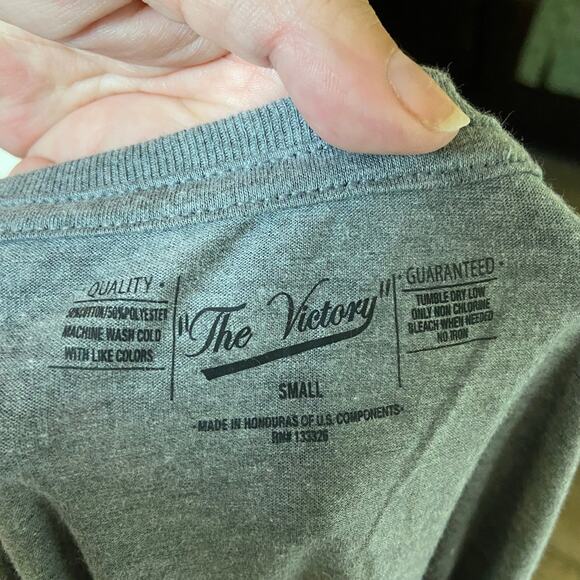 QUALITY •
50%COTTON/50%POLYESTER
MACHINE WASH COLD
WITH LIKE COLORS
"The Victory"
SMALL
•MADE IN HONDURAS OF U.S. COMPONENTS•
RN# 133326
• GUARANTEED •
TUMBLE DRY LOW
ONLY NON CHLORINE
BLEACH WHEN NEEDED
NO IRON